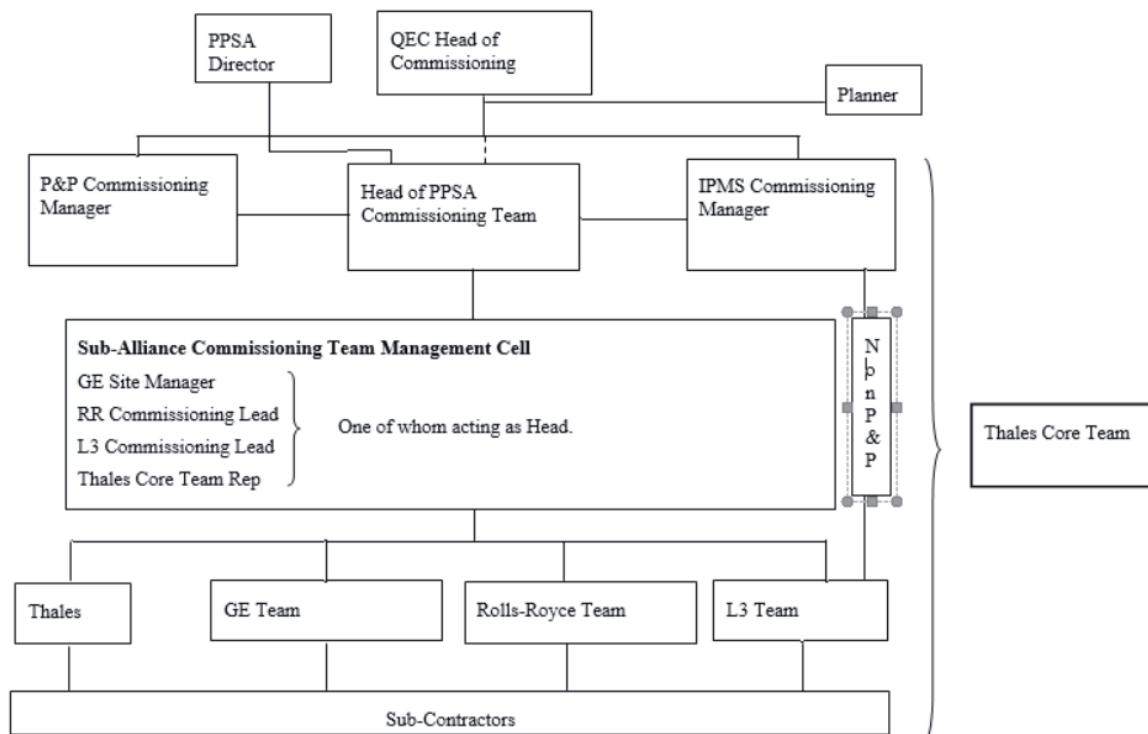 PPSA
Director
QEC Head of
Commissioning
Planner
P&P Commissioning
Manager
Head of PPSA
Commissioning Team
IPMS Commissioning
Manager
Sub-Alliance Commissioning Team Management Cell
GE Site Manager
RR Commissioning Lead
L3 Commissioning Lead
Thales Core Team Rep
One of whom acting as Head.
N
o
n
P
&
P
Thales Core Team
Thales
GE Team
Rolls-Royce Team
L3 Team
Sub-Contractors